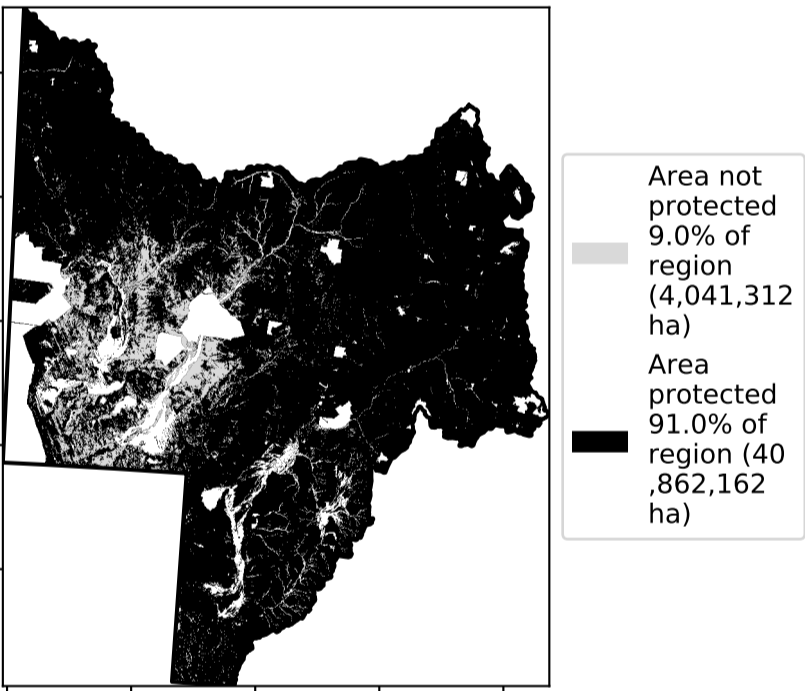 Area not
protected
9.0% of
region
(4,041,312
ha)
Area
protected
91.0% of
region (40
,862,162
ha)